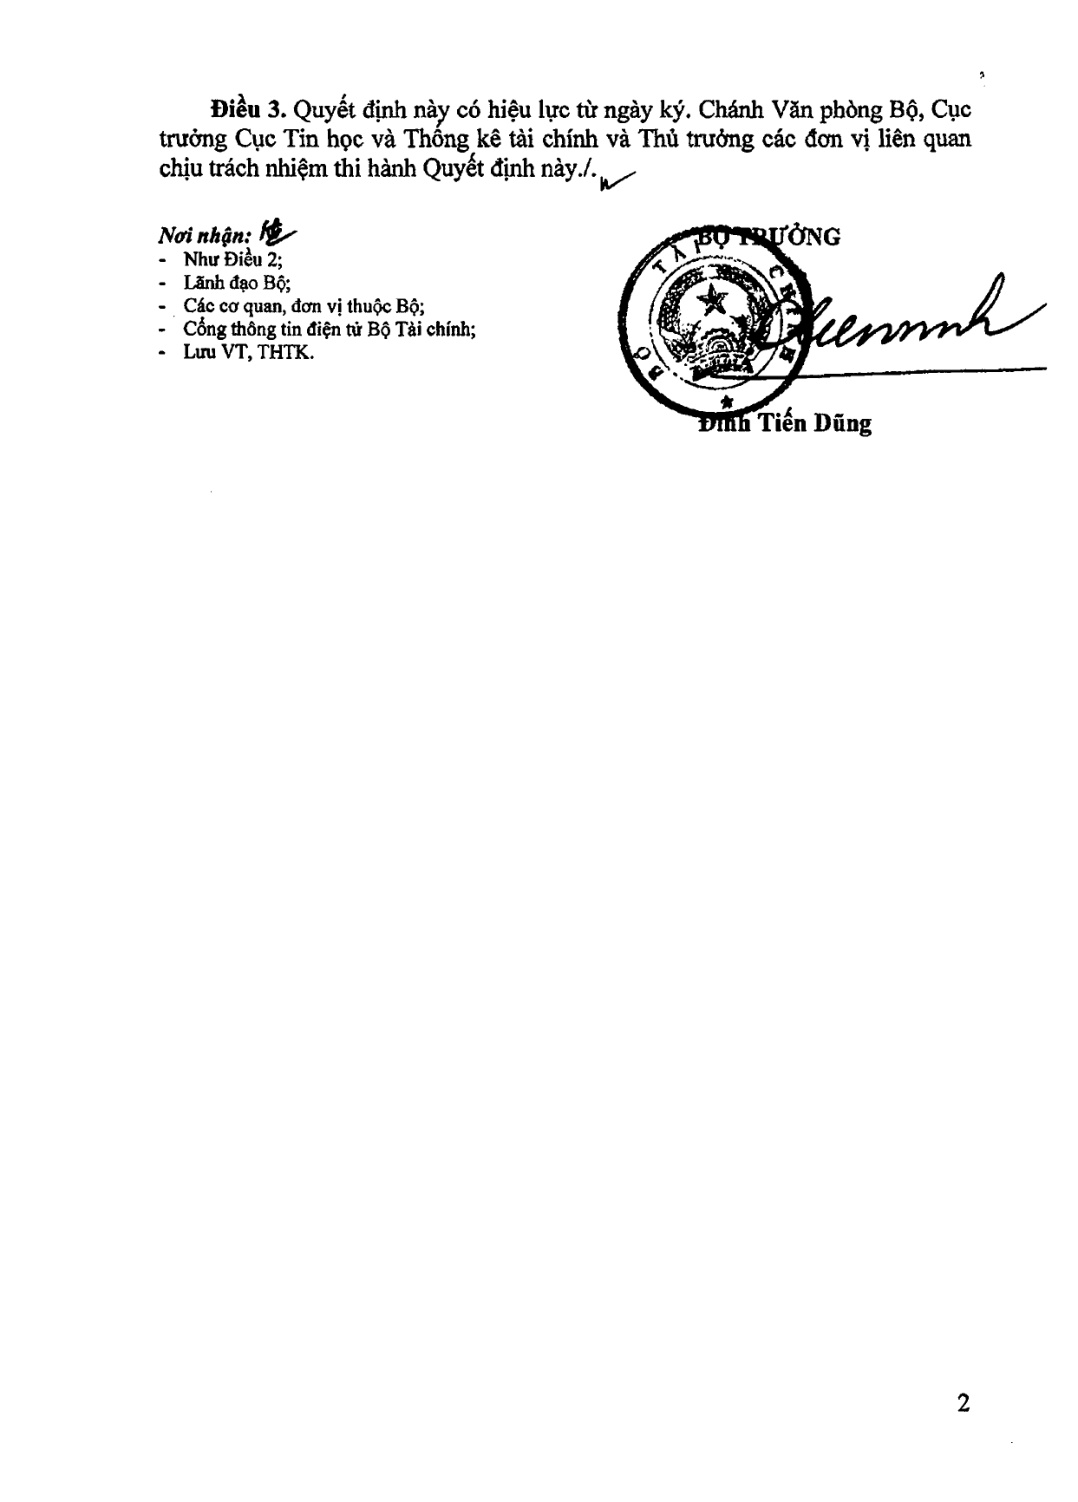 Điều 3. Quyết định này có hiệu lực từ ngày ký. Chánh Văn phòng Bộ, Cục
trưởng Cục Tin học và Thống kê tài chính và Thủ trưởng các đơn vị liên quan
chịu trách nhiệm thi hành Quyết định này./.
Nơi nhận:
- Như Điều 2;
- Lãnh đạo Bộ;
- Các cơ quan, đơn vị thuộc Bộ;
- Cổng thông tin điện tử Bộ Tài chính;
- Lưu VT, THTK.
BỘ TRƯỞNG
BỘ TÀI CHÍNH
Đinh Tiến Dũng
2